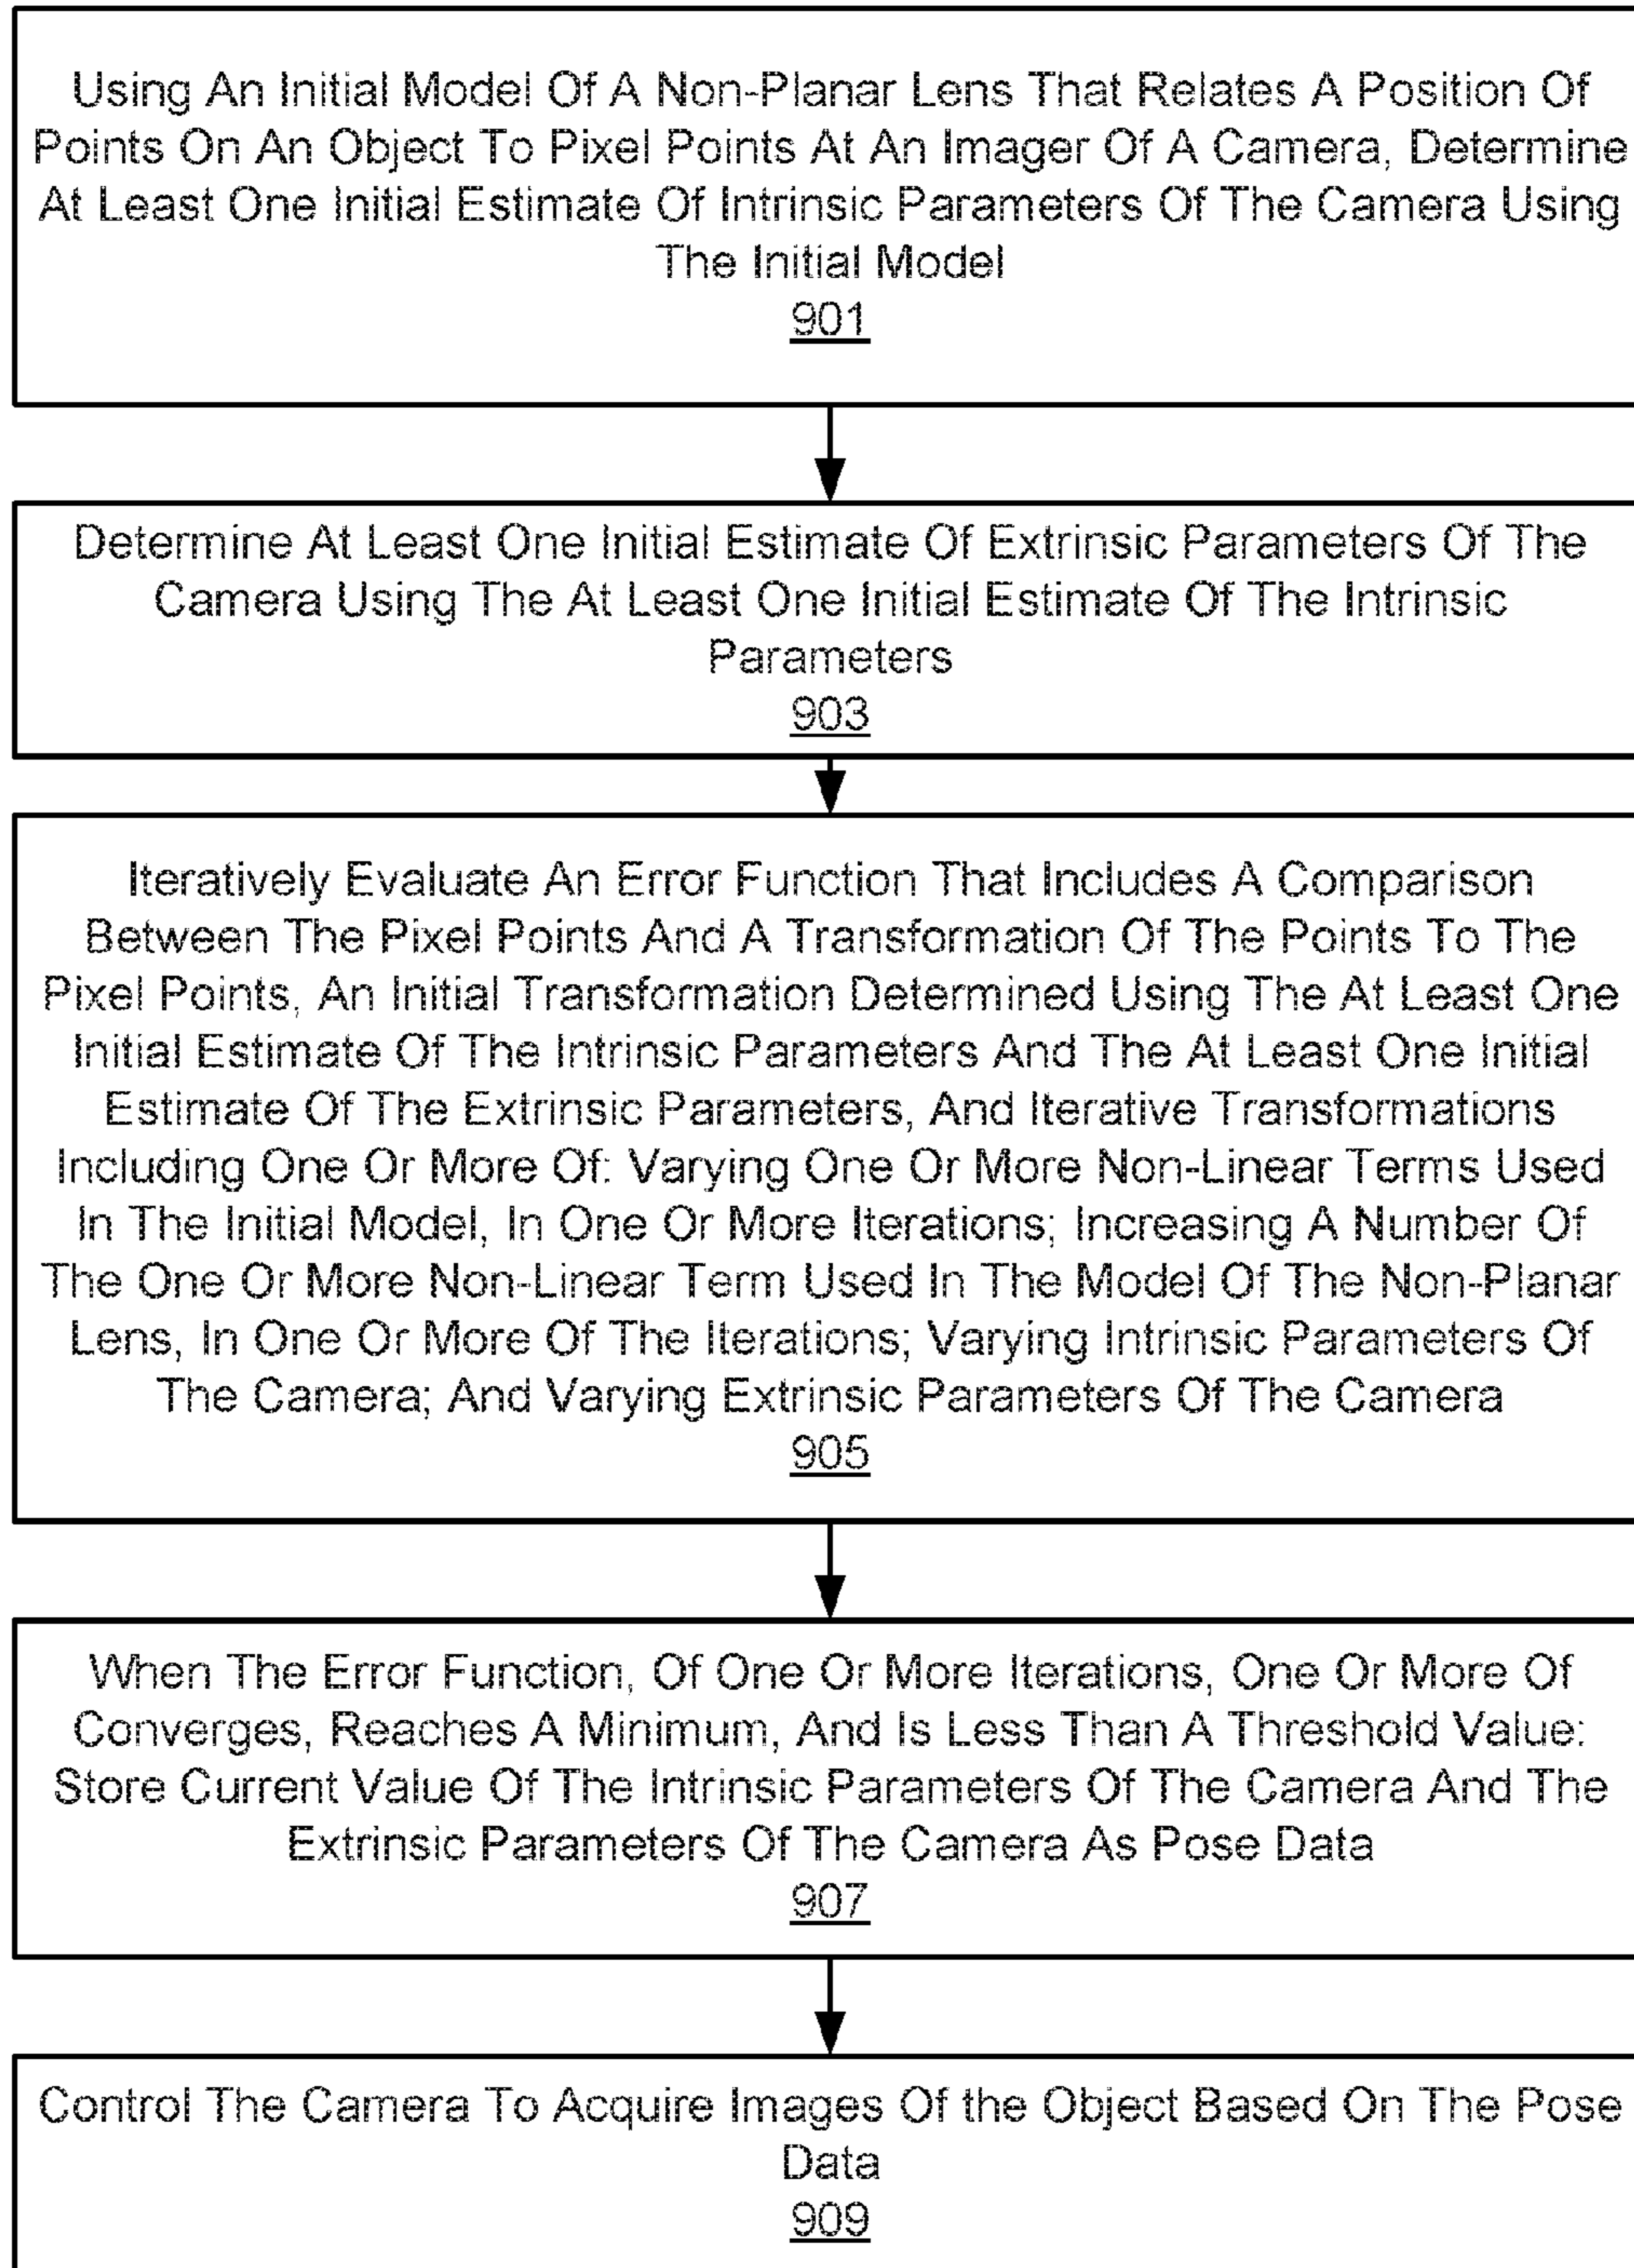 Using An Initial Model Of A Non-Planar Lens That Relates A Position Of
Points On An Object To Pixel Points At An Imager Of A Camera, Determine
At Least One Initial Estimate Of Intrinsic Parameters Of The Camera Using
The Initial Model
901
Determine At Least One Initial Estimate Of Extrinsic Parameters Of The
Camera Using The At Least One Initial Estimate Of The Intrinsic
Parameters
903
Iteratively Evaluate An Error Function That Includes A Comparison
Between The Pixel Points And A Transformation Of The Points To The
Pixel Points, An Initial Transformation Determined Using The At Least One
Initial Estimate Of The Intrinsic Parameters And The At Least One Initial
Estimate Of The Extrinsic Parameters, And Iterative Transformations
Including One Or More Of: Varying One Or More Non-Linear Terms Used
In The Initial Model, In One Or More Iterations; Increasing A Number Of
The One Or More Non-Linear Term Used In The Model Of The Non-Planar
Lens, In One Or More Of The Iterations; Varying Intrinsic Parameters Of
The Camera; And Varying Extrinsic Parameters Of The Camera
905
When The Error Function, Of One Or More Iterations, One Or More Of
Converges, Reaches A Minimum, And Is Less Than A Threshold Value:
Store Current Value Of The Intrinsic Parameters Of The Camera And The
Extrinsic Parameters Of The Camera As Pose Data
907
Control The Camera To Acquire Images Of the Object Based On The Pose
Data
909